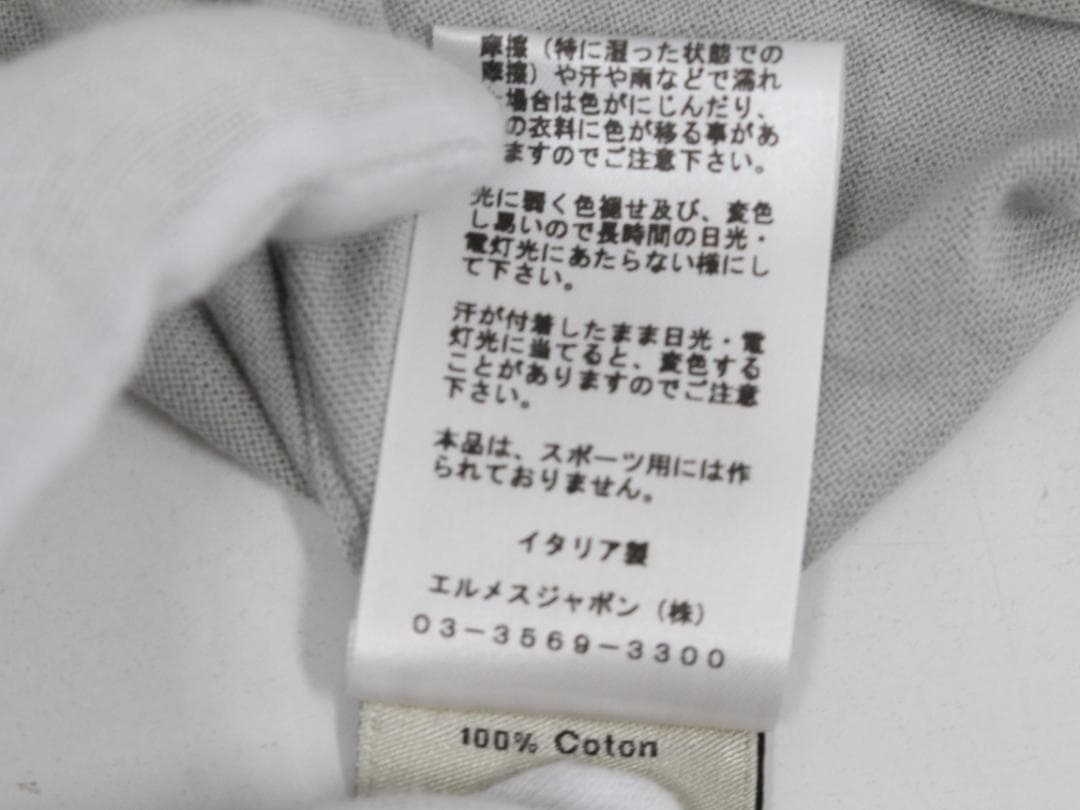 摩擦(特に湿った状態での
摩擦)や汗や雨などで濡れ
場合は色がにじんだり、
の衣料に色が移る事があ
ますのでご注意下さい。
光に弱く色褪せ及び、変色
し易いので長時間の日光・
電灯光にあたらない様にし
て下さい。
汗が付着したまま日光・電
灯光に当てると、変色する
ことがありますのでご注意
下さい。
本品は、スポーツ用には作
られておりません。
イタリア製
エルメスジャポン(株)
03-3569-3300
100% Coton